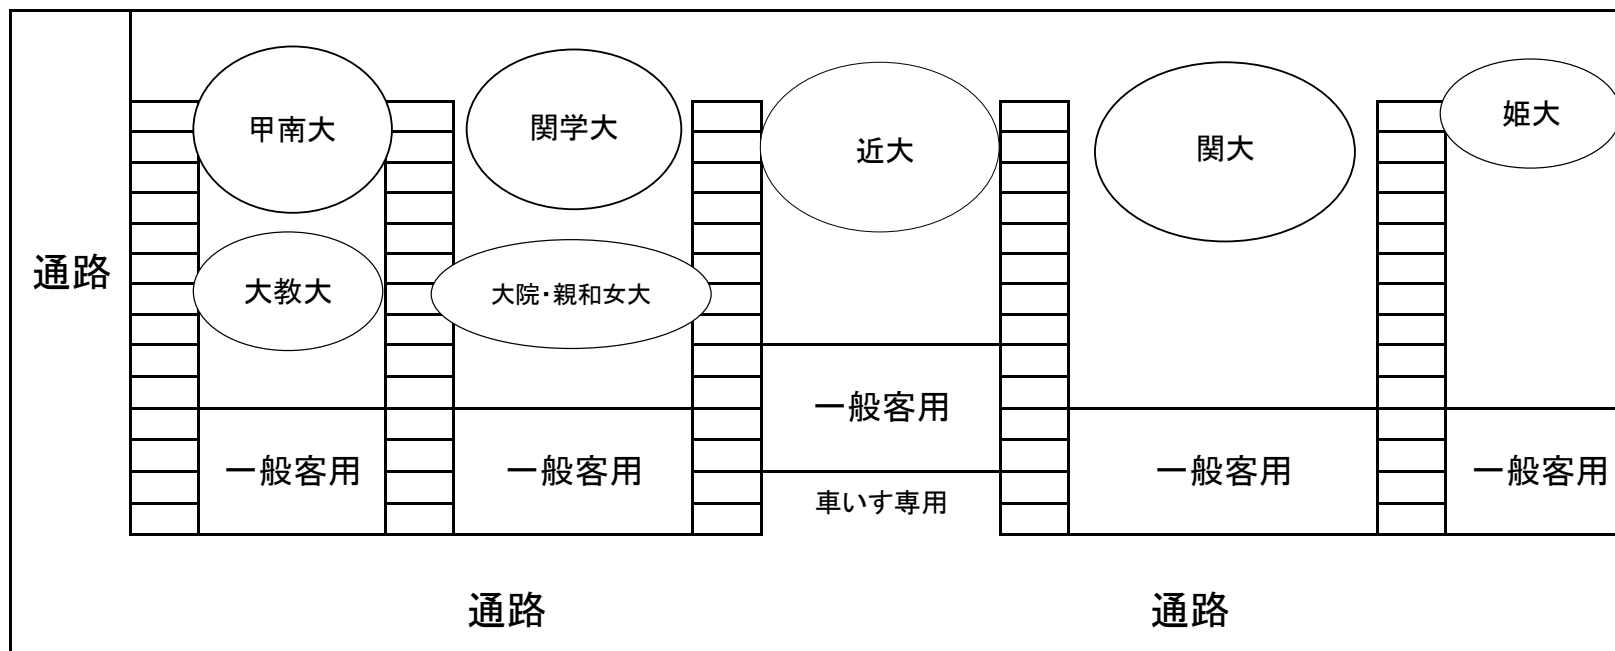 甲南大
関学大
近大
関大
姫大
通路
大教大
大院・親和女大
一般客用
一般客用
一般客用
一般客用
一般客用
車いす専用
通路
通路